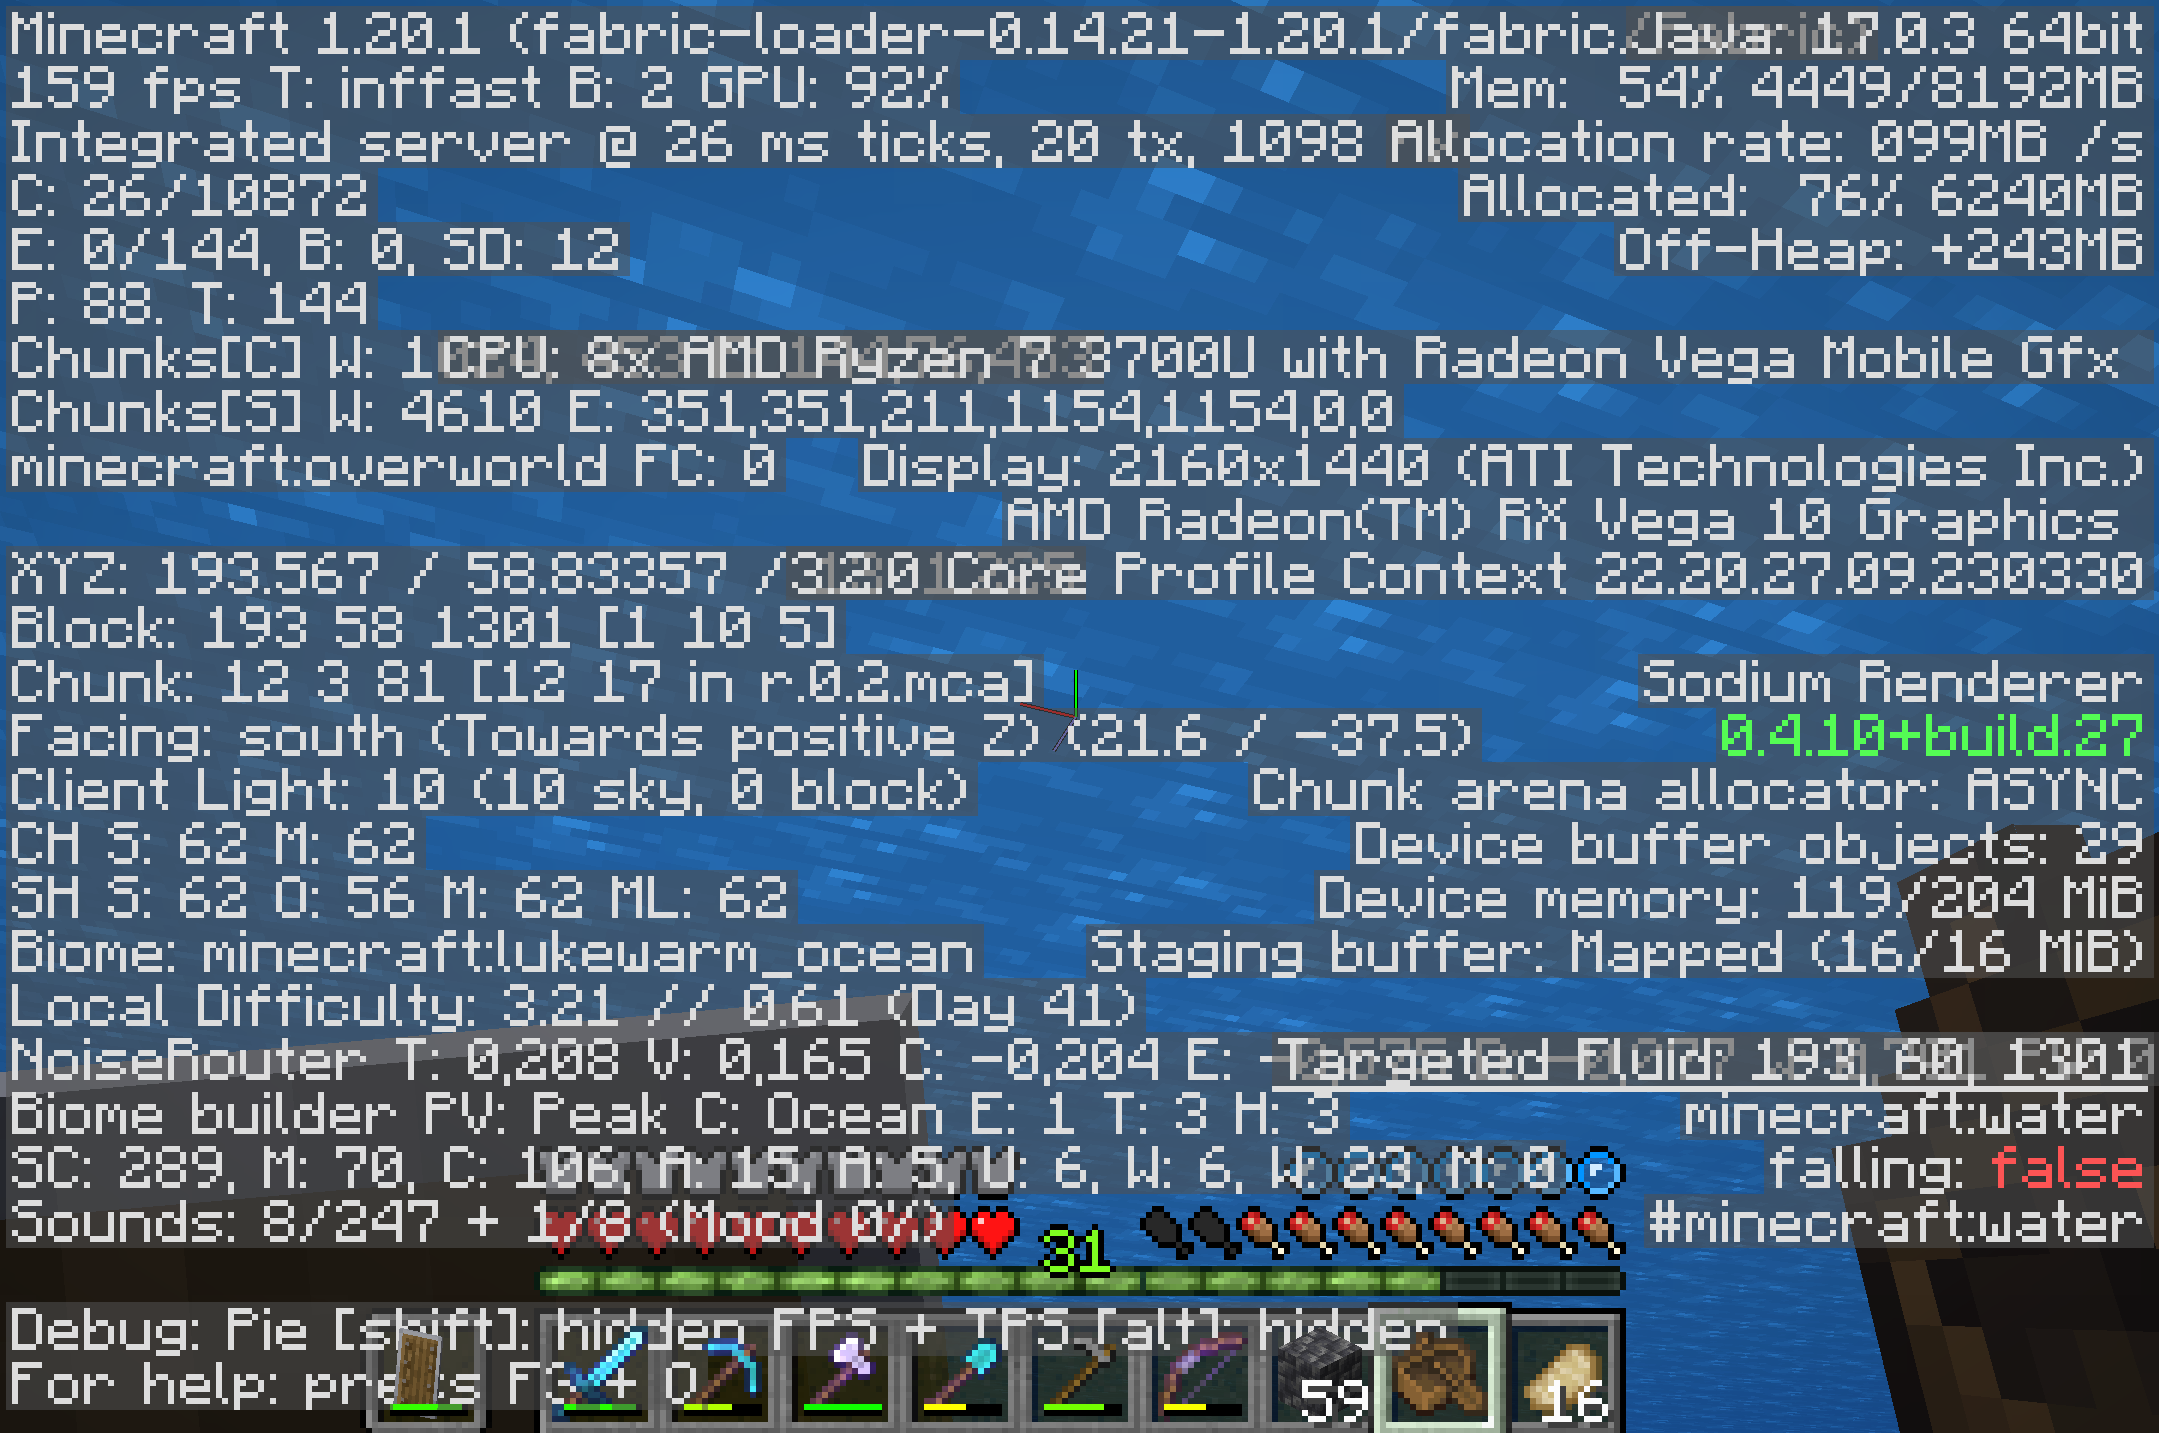 Minecraft 1.20.1 (fabric-loader-0.14.21-1.20.1/fabric
Java: 17.0.3 64bit
159 fps T: inffast B: 2 GPU: 92%
Mem: 54% 4449/8192MB
Integrated server @ 26 ms ticks, 20 tx, 1098
Allocation rate: 099MB /s
C: 26/10872
Allocated: 76% 6240MB
E: 0/144, B: 0, SD: 12
Off-Heap: +243MB
P: 88. T: 144
Chunks[C] W:
CPU: 8x AMD Ryzen 7 3700U with Radeon Vega Mobile Gfx
Chunks[S] W: 4610 E: 351,351,211,1154,1154,0,0
minecraft:overworld FC: 0
Display: 2160x1440 (ATI Technologies Inc.)
AMD Radeon(TM) RX Vega 10 Graphics
XYZ: 193.567 / 58.83357 /
Core Profile Context 22.20.27.09.230330
Block: 193 58 1301 [1 10 5]
Chunk: 12 3 81 [12 17 in r.0.2.mca]
Sodium Renderer
Facing: south (Towards positive Z) (21.6 / -37.5)
0.4.10+build.27
Client Light: 10 (10 sky, 0 block)
Chunk arena allocator: ASYNC
CH S: 62 M: 62
Device buffer objects: 29
SH S: 62 O: 56 M: 62 ML: 62
Device memory: 119/204 MiB
Biome: minecraft:lukewarm_ocean
Staging buffer: Mapped (16/16 MiB)
Local Difficulty: 3.21 // 0.61 (Day 41)
NoiseRouter T: 0,208 V: 0,165 C: -0,204 E:
Targeted Fluid: 193, 60, 1301
Biome builder PV: Peak C: Ocean E: 1 T: 3 H: 3
minecraft:water
SC: 289, M: 70, C: 106, A: 15, A: 5, U: 6, W: 6, W: 23, M: 0
falling: false
Sounds: 8/247 + 1/8 (Mood 0%)
#minecraft:water
31
Debug: Pie [shift]: hidden FPS + TPS [alt]: hidden
For help: press F3 + Q
59
16